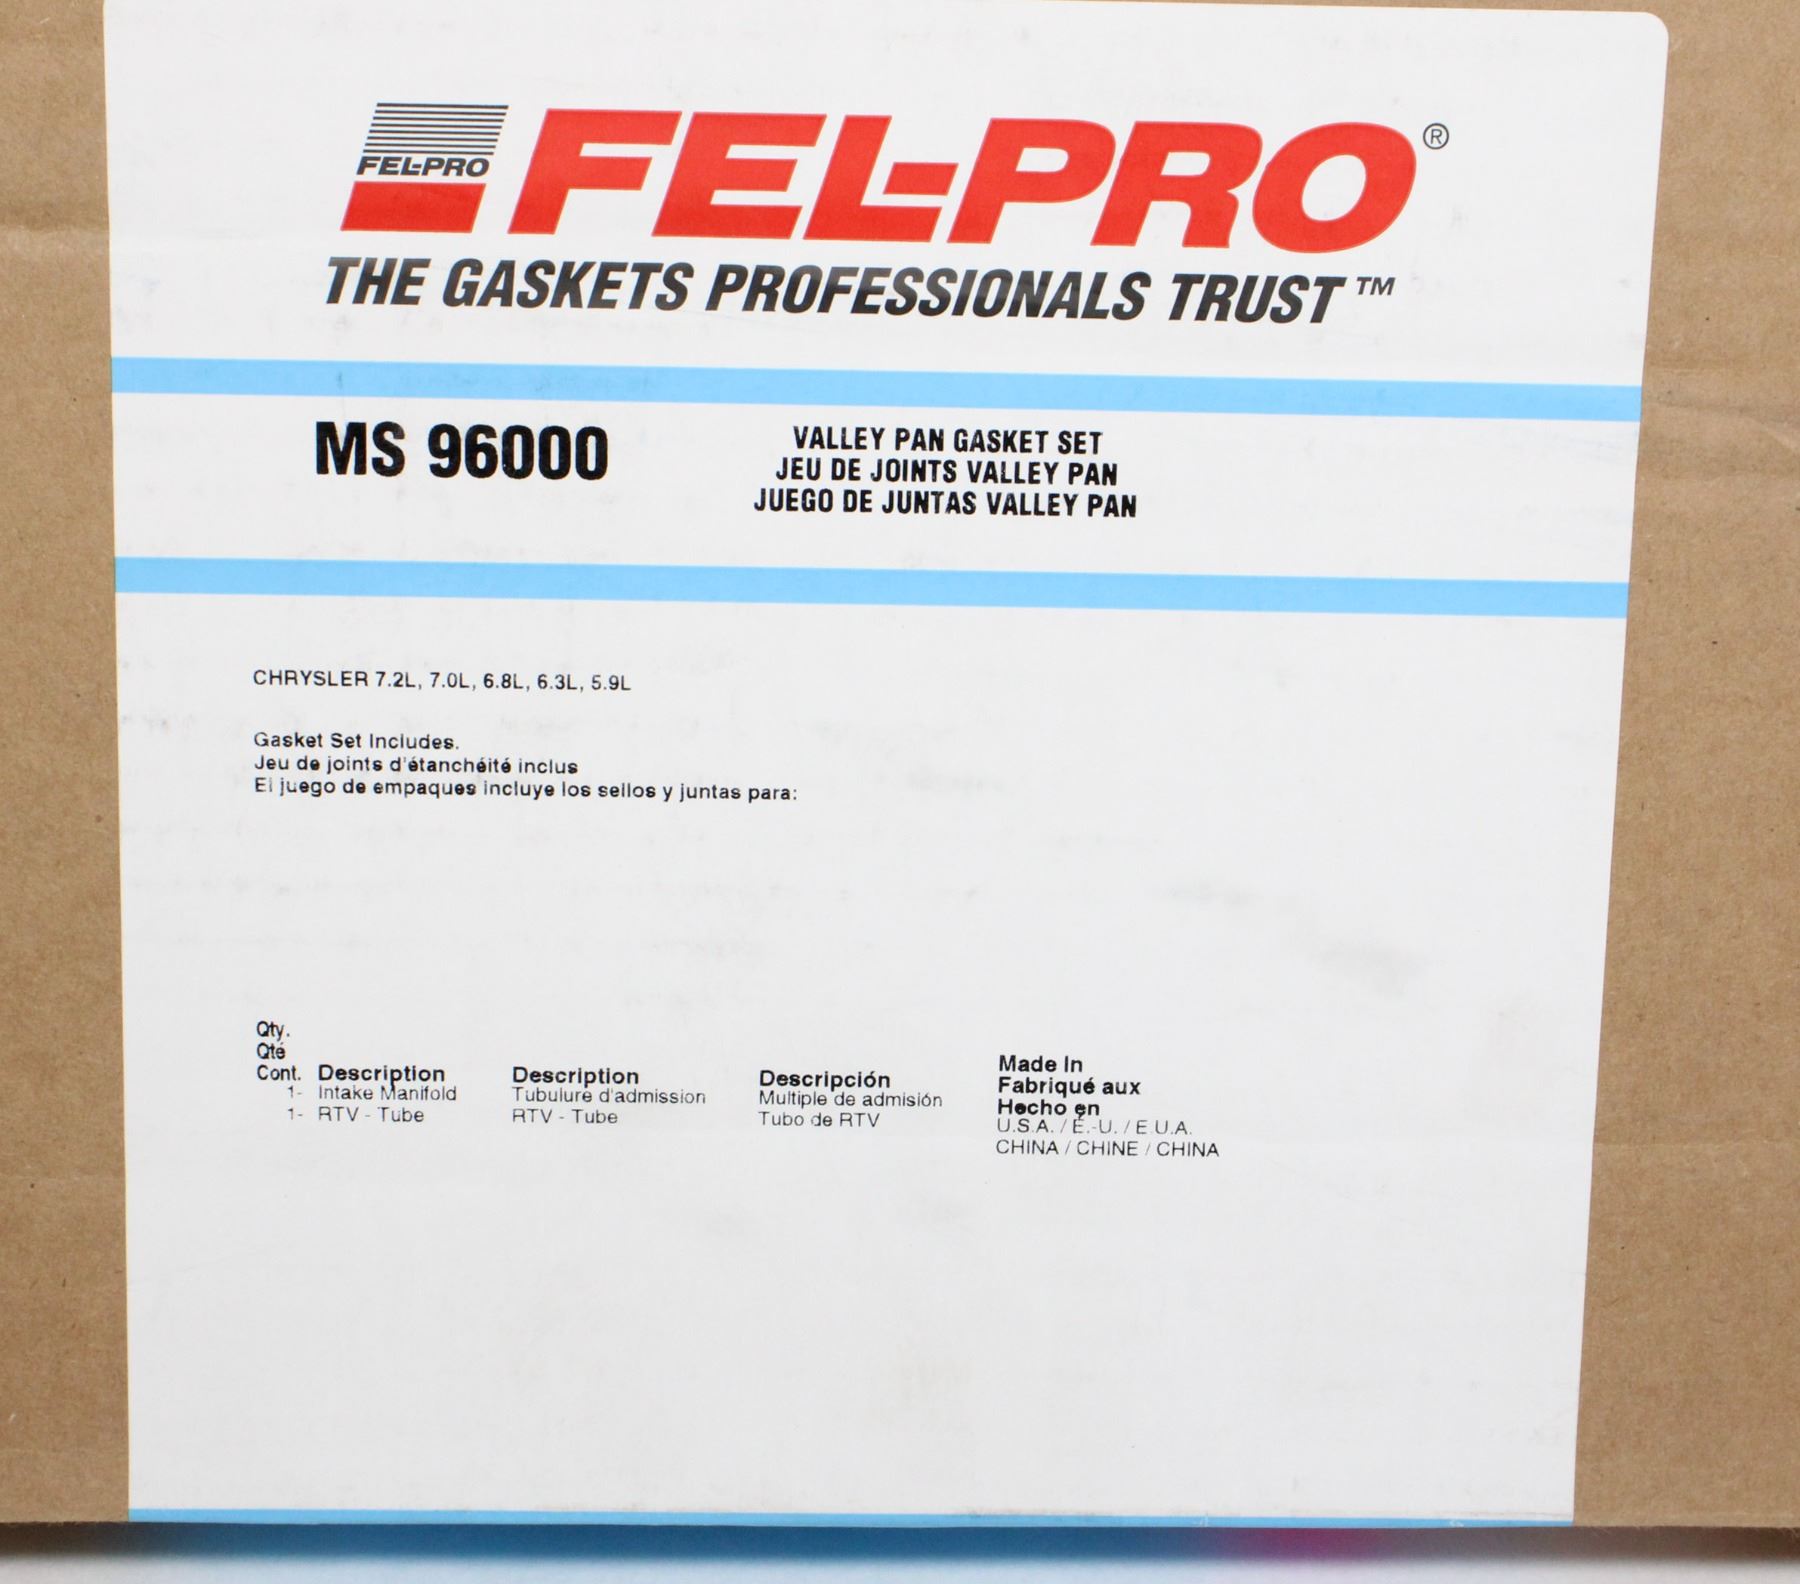 FEL-PRO
FEL-PRO®
THE GASKETS PROFESSIONALS TRUST™
MS 96000
VALLEY PAN GASKET SET
JEU DE JOINTS VALLEY PAN
JUEGO DE JUNTAS VALLEY PAN
CHRYSLER 7.2L, 7.0L, 6.8L, 6.3L, 5.9L
Gasket Set Includes.
Jeu de joints d'étanchéité inclus
El juego de empaques incluye los sellos y juntas para:
Qty.
Qté
Cont. Description Description Descripción
1- Intake Manifold Tubulure d'admission Multiple de admisión
1- RTV - Tube RTV - Tube Tubo de RTV
Made In
Fabriqué aux
Hecho en
U.S.A. / É.-U. / E.U.A.
CHINA / CHINE / CHINA